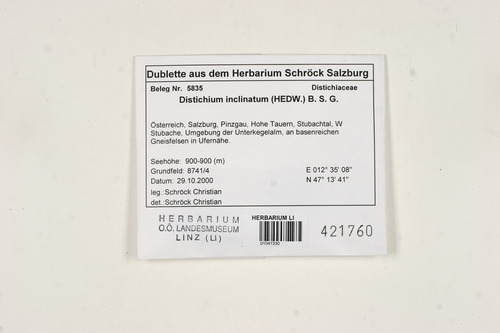 Dublette aus dem Herbarium Schröck Salzburg
Beleg Nr. 5835 Distichiaceae
Distichium inclinatum (HEDW.) B. S. G.
Österreich, Salzburg, Pinzgau, Hohe Tauern, Stubachtal, W
Stubache, Umgebung der Unterkegelalm, an basenreichen
Gneisfelsen in Ufernähe.
Seehöhe: 900-900 (m)
Grundfeld: 8741/4 E 012° 35' 08"
Datum: 29.10.2000 N 47° 13' 41"
leg.: Schröck Christian
det.: Schröck Christian
HERBARIUM
O.Ö. LANDESMUSEUM
LINZ (LI)
HERBARIUM LI
01041330
421760